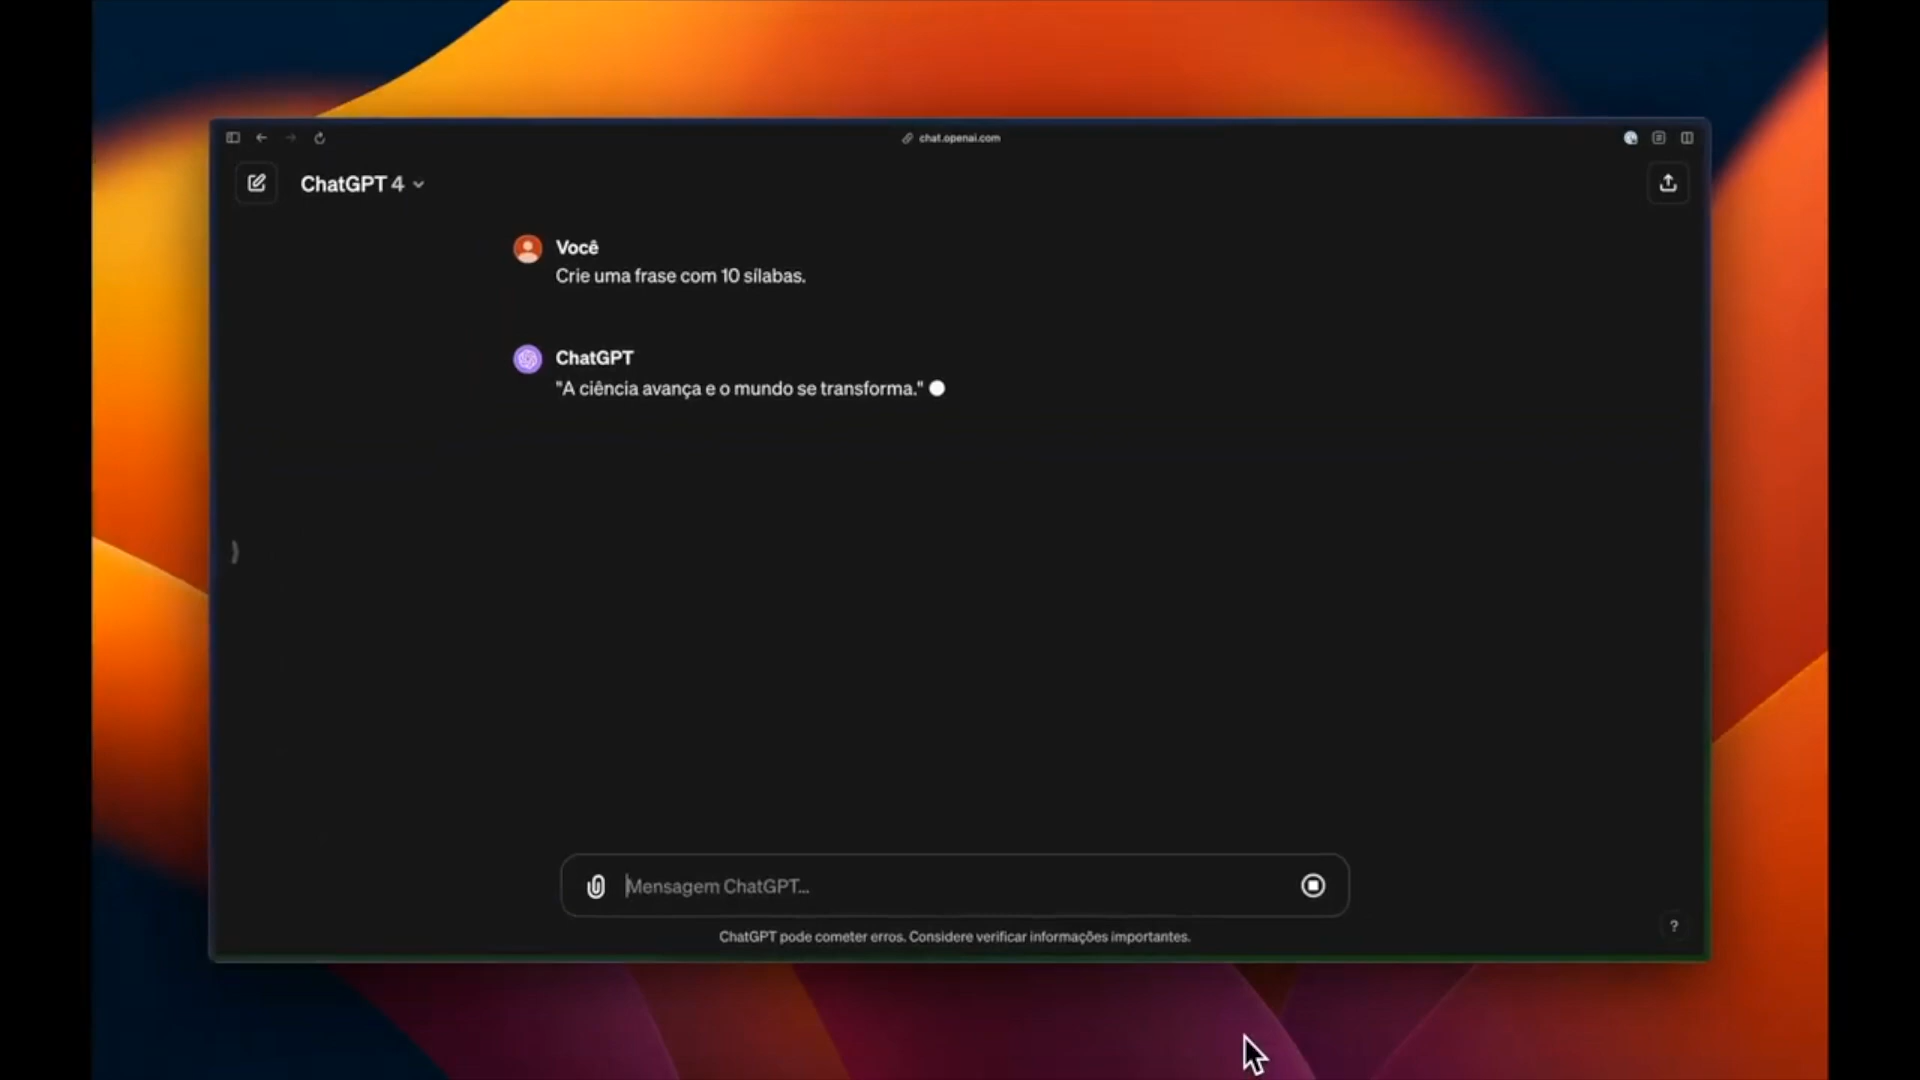 chat.openai.com
ChatGPT 4
Você
Crie uma frase com 10 sílabas.
ChatGPT
"A ciência avança e o mundo se transforma."
Mensagem ChatGPT...
ChatGPT pode cometer erros. Considere verificar informações importantes.
?